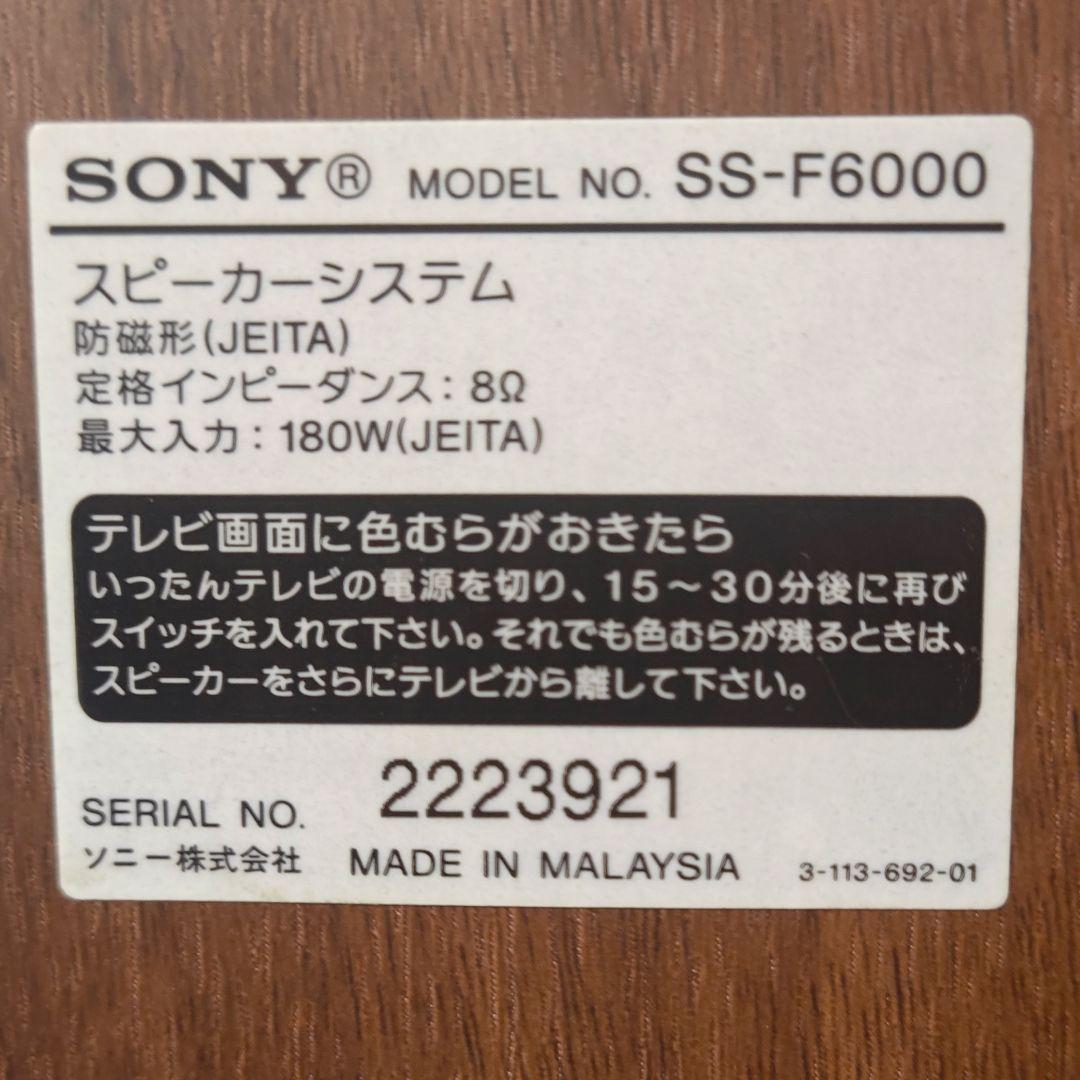 SONY® MODEL NO. SS-F6000
スピーカーシステム
防磁形(JEITA)
定格インピーダンス: 8Ω
最大入力: 180W(JEITA)
テレビ画面に色むらがおきたら
いったんテレビの電源を切り、15～30分後に再び
スイッチを入れて下さい。それでも色むらが残るときは、
スピーカーをさらにテレビから離して下さい。
SERIAL NO. 2223921
ソニー株式会社 MADE IN MALAYSIA 3-113-692-01